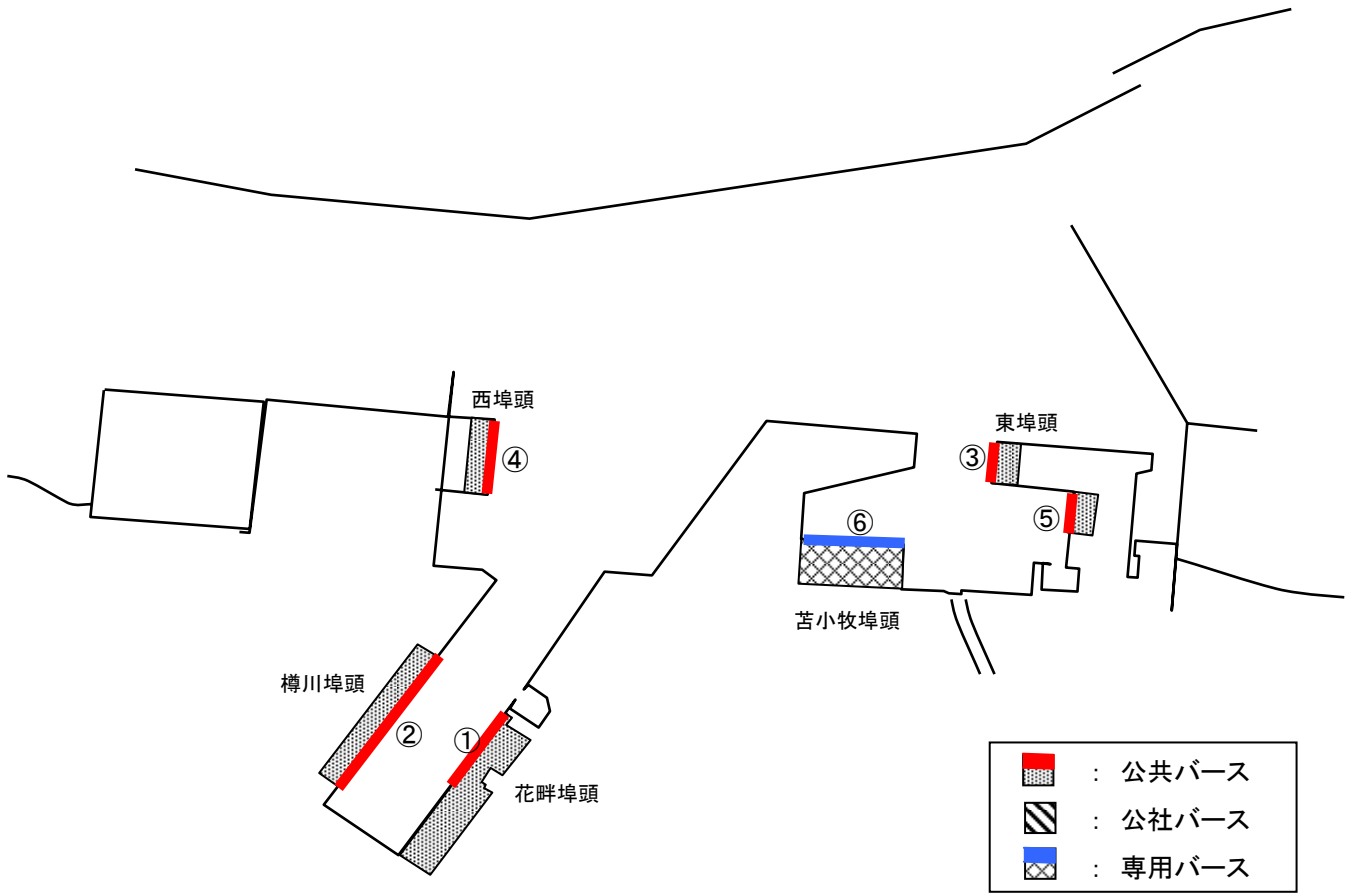 西埠頭
④
東埠頭
③
⑤
⑥
苫小牧埠頭
樽川埠頭
②
①
花畔埠頭
： 公共バース
： 公社バース
： 専用バース